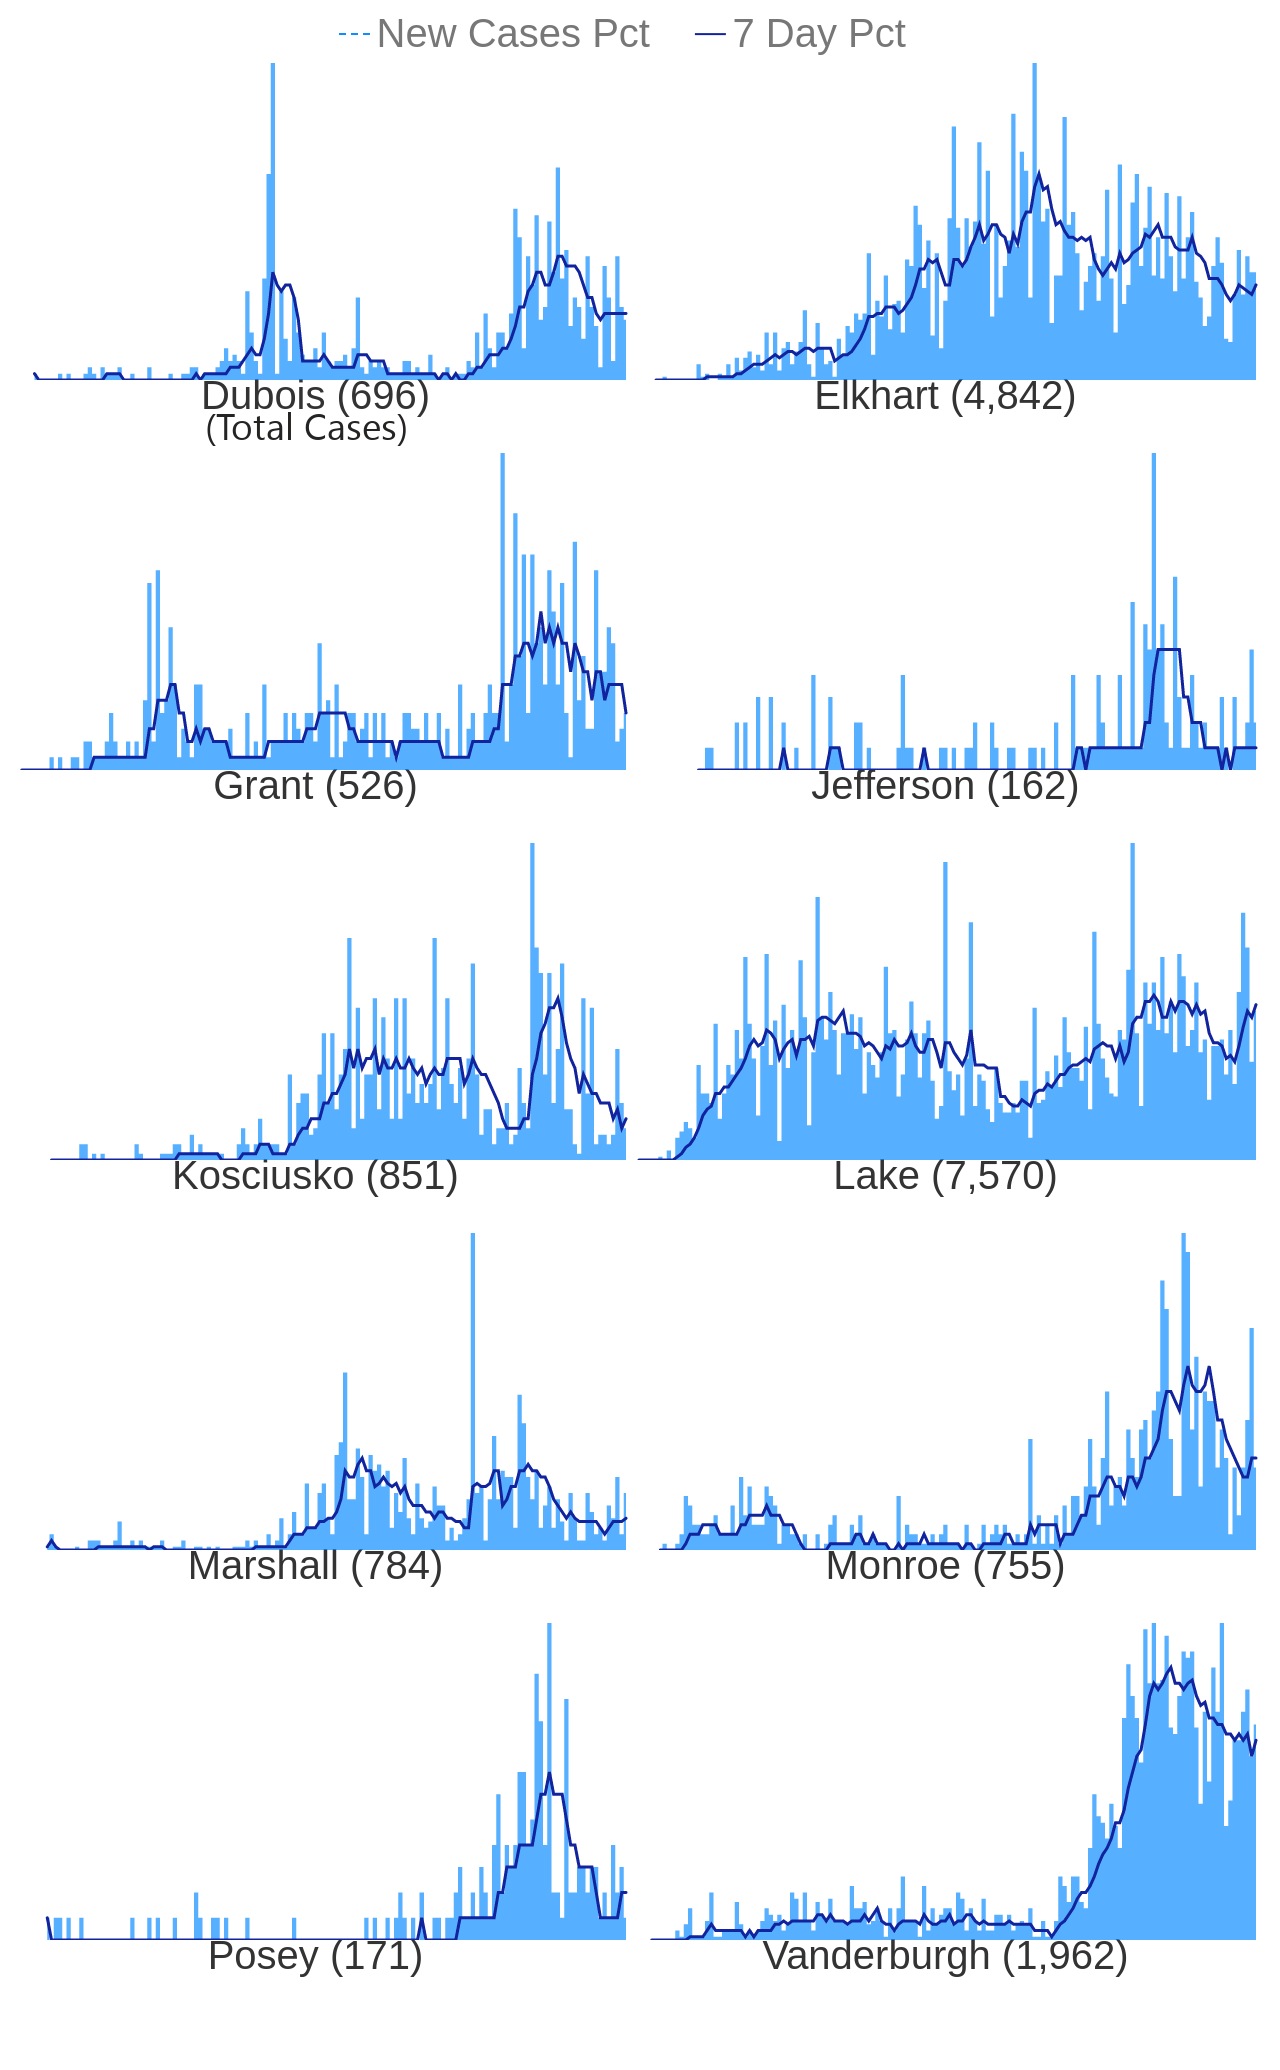 New Cases Pct 7 Day Pct
Dubois (696) Elkhart (4,842)
(Total Cases)
Grant (526) Jefferson (162)
Kosciusko (851) Lake (7,570)
Marshall (784) Monroe (755)
Posey (171) Vanderburgh (1,962)